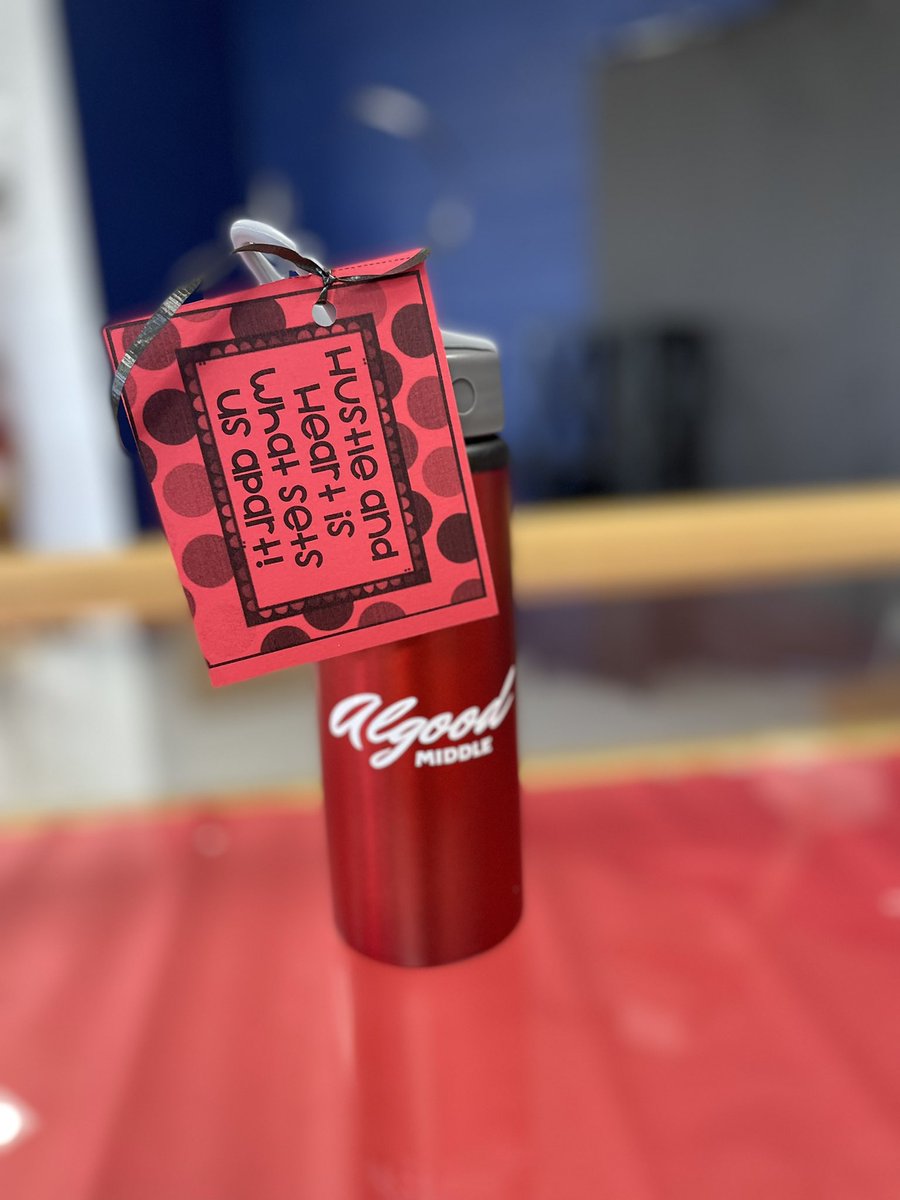 Hustle and
Heart is
what sets
us apart!
Algood
MIDDLE